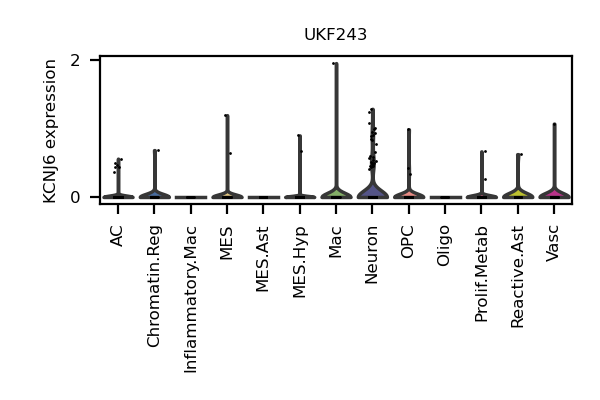 UKF243
KCNJ6 expression
2
0
AC
Chromatin.Reg
Inflammatory.Mac
MES
MES.Ast
MES.Hyp
Mac
Neuron
OPC
Oligo
Prolif.Metab
Reactive.Ast
Vasc